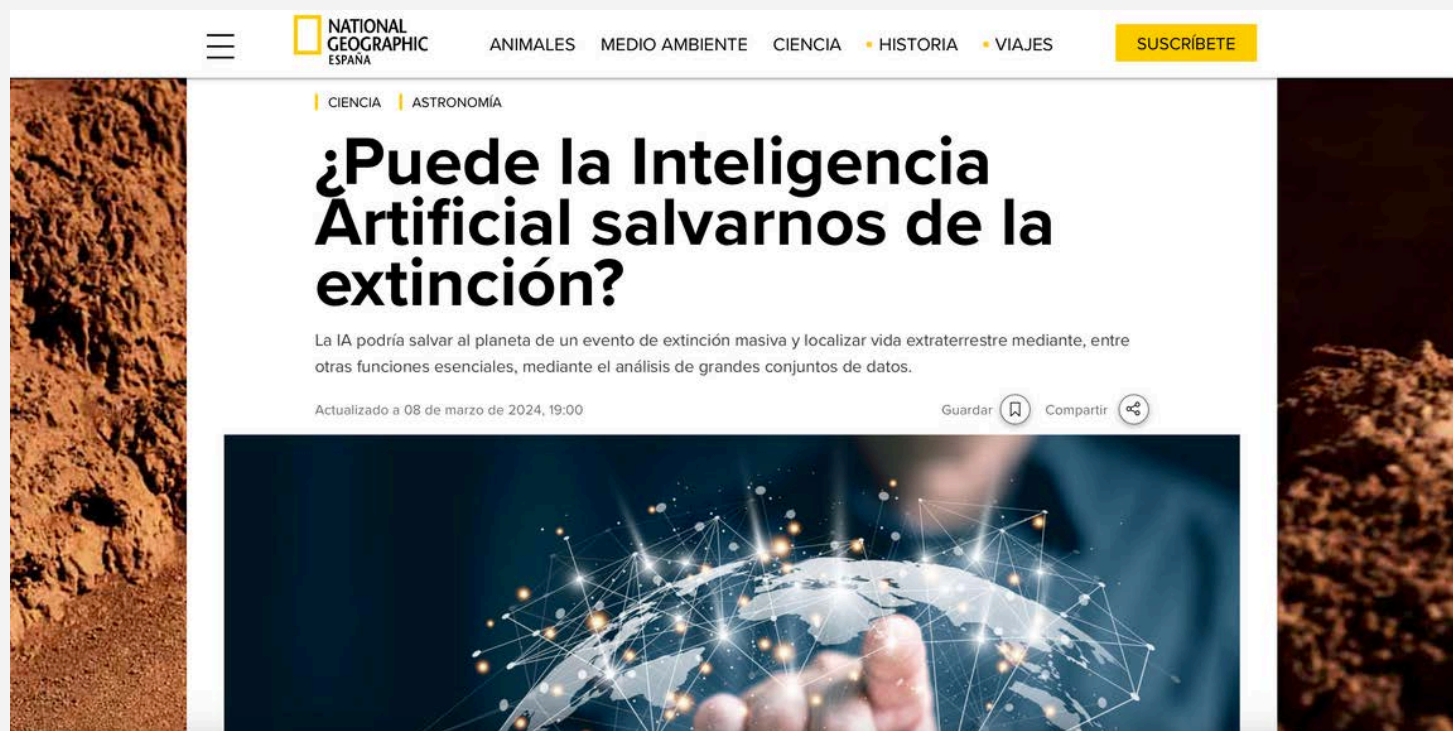 NATIONAL
GEOGRAPHIC
ESPAÑA
ANIMALES MEDIO AMBIENTE CIENCIA HISTORIA VIAJES SUSCRÍBETE
CIENCIA ASTRONOMÍA
¿Puede la Inteligencia
Artificial salvarnos de la
extinción?
La IA podría salvar al planeta de un evento de extinción masiva y localizar vida extraterrestre mediante, entre
otras funciones esenciales, mediante el análisis de grandes conjuntos de datos.
Actualizado a 08 de marzo de 2024, 19:00 Guardar Compartir